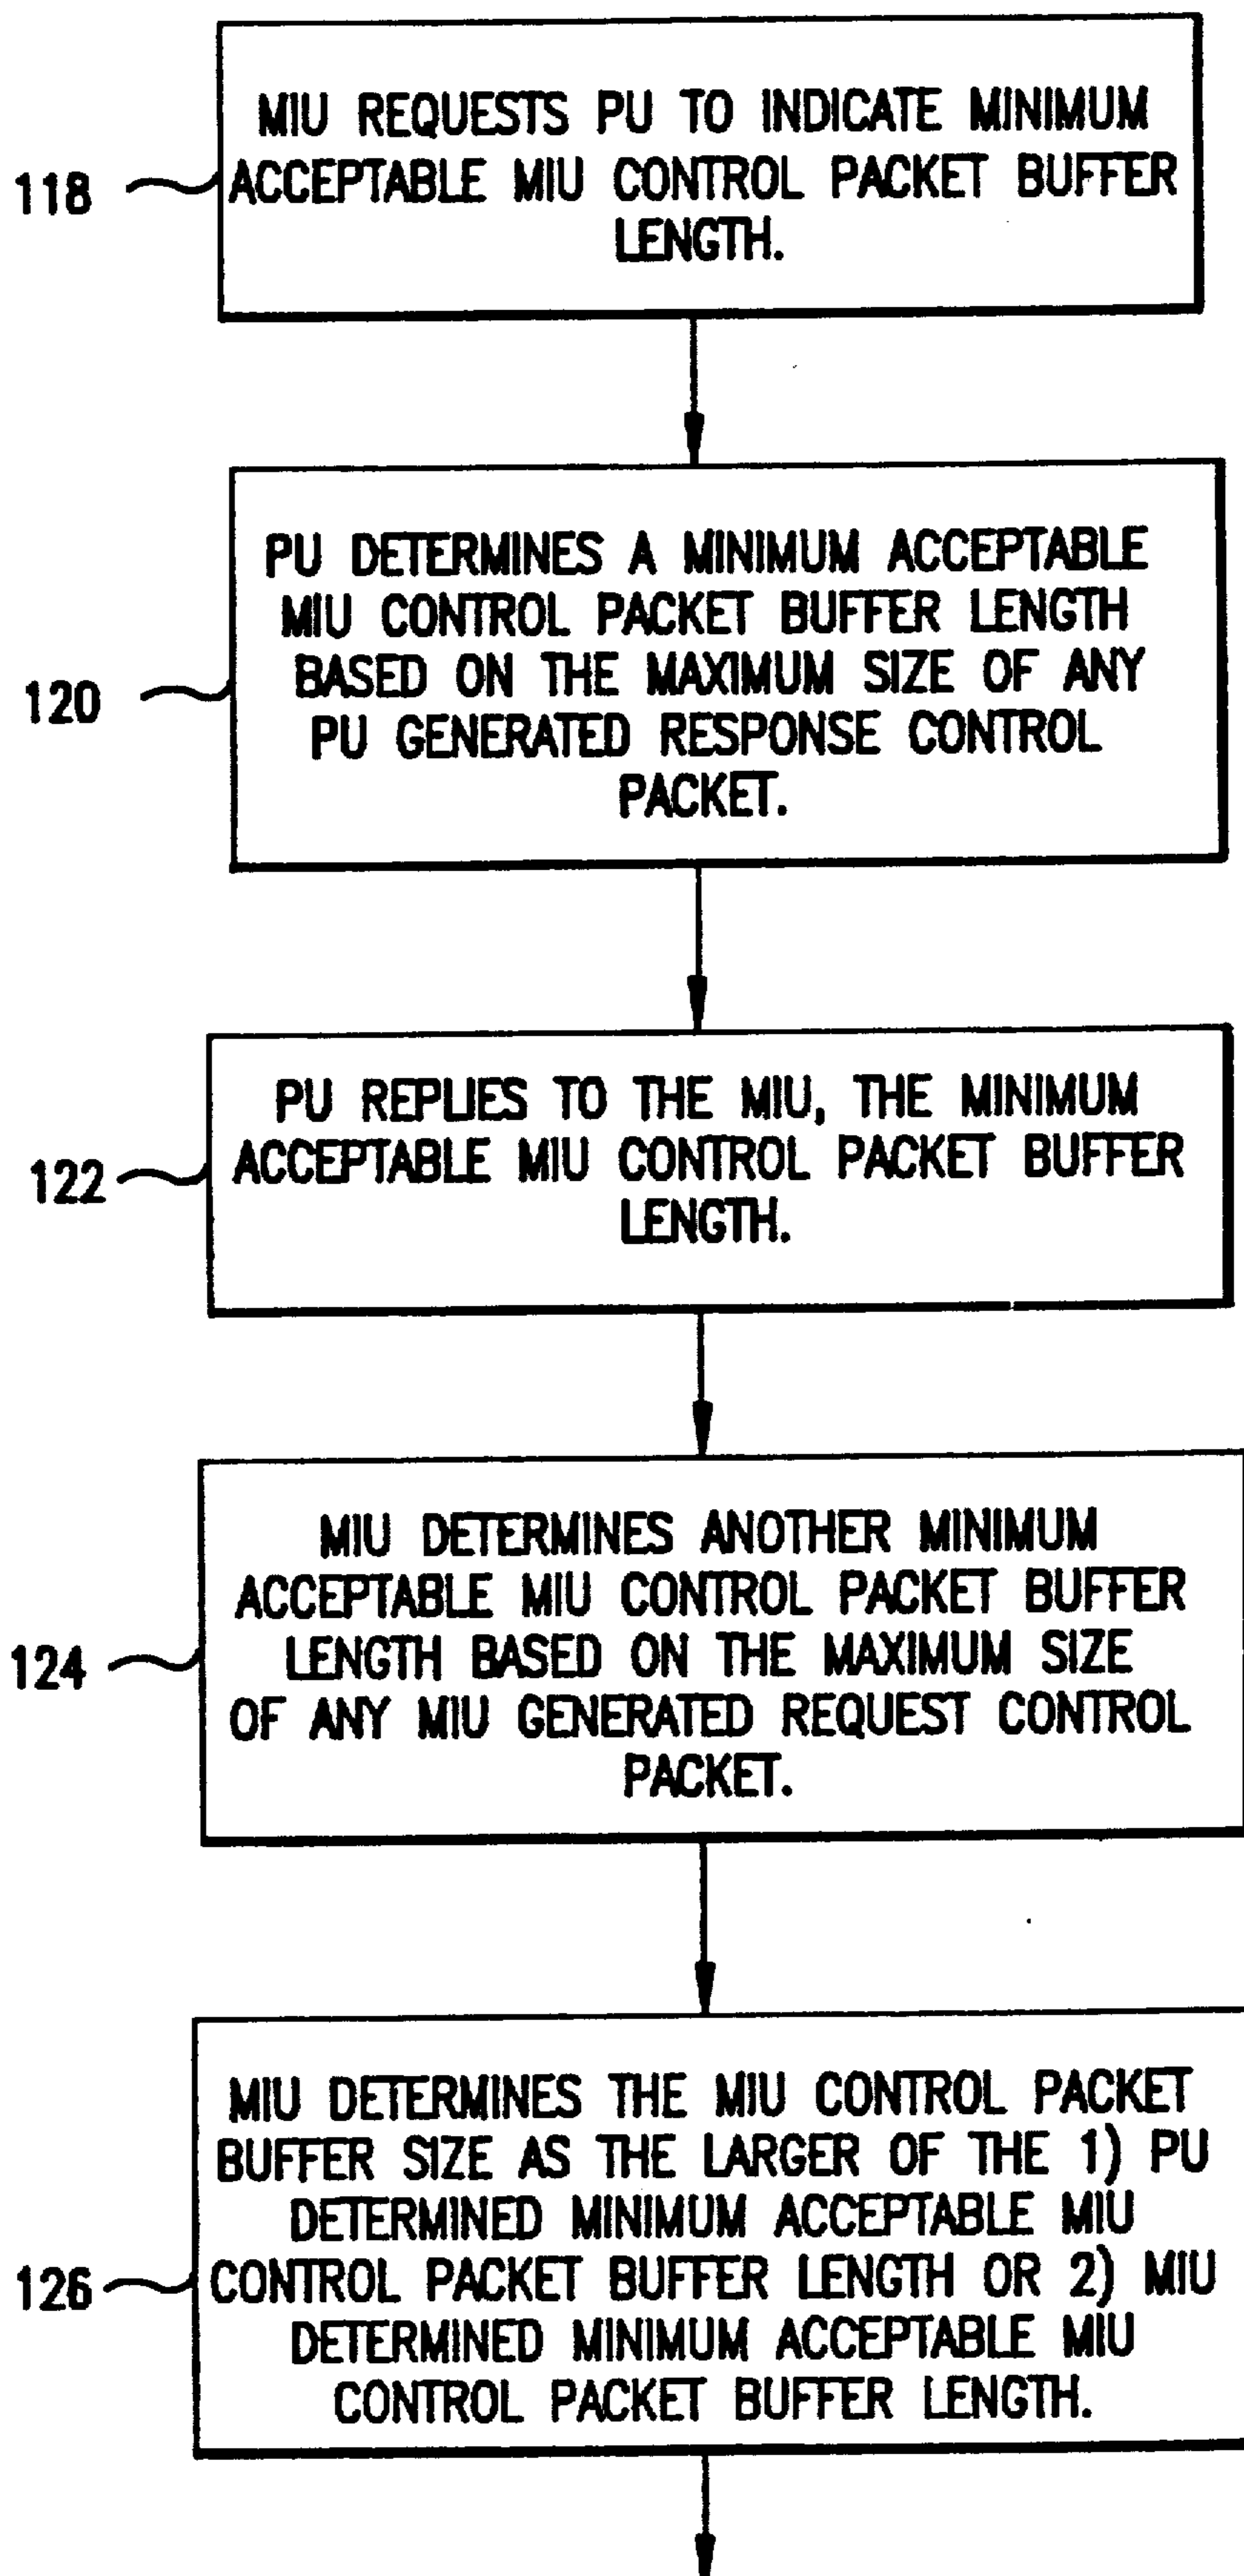 MIU REQUESTS PU TO INDICATE MINIMUM
118 ACCEPTABLE MIU CONTROL PACKET BUFFER
LENGTH.
PU DETERMINES A MINIMUM ACCEPTABLE
MIU CONTROL PACKET BUFFER LENGTH
120 BASED ON THE MAXIMUM SIZE OF ANY
PU GENERATED RESPONSE CONTROL
PACKET.
PU REPLIES TO THE MIU, THE MINIMUM
122 ACCEPTABLE MIU CONTROL PACKET BUFFER
LENGTH.
MIU DETERMINES ANOTHER MINIMUM
ACCEPTABLE MIU CONTROL PACKET BUFFER
124 LENGTH BASED ON THE MAXIMUM SIZE
OF ANY MIU GENERATED REQUEST CONTROL
PACKET.
MIU DETERMINES THE MIU CONTROL PACKET
BUFFER SIZE AS THE LARGER OF THE 1) PU
DETERMINED MINIMUM ACCEPTABLE MIU
126 CONTROL PACKET BUFFER LENGTH OR 2) MIU
DETERMINED MINIMUM ACCEPTABLE MIU
CONTROL PACKET BUFFER LENGTH.